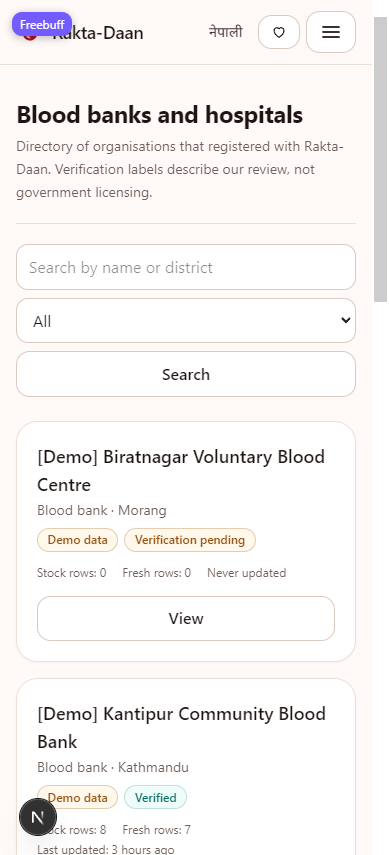 Freebuff
Rakta-Daan
नेपाली
Blood banks and hospitals
Directory of organisations that registered with Rakta-
Daan. Verification labels describe our review, not
government licensing.
Search by name or district
All
Search
[Demo] Biratnagar Voluntary Blood
Centre
Blood bank · Morang
Demo data
Verification pending
Stock rows: 0 Fresh rows: 0 Never updated
View
[Demo] Kantipur Community Blood
Bank
Blood bank · Kathmandu
Demo data
Verified
N
Stock rows: 8 Fresh rows: 7
Last updated: 3 hours ago